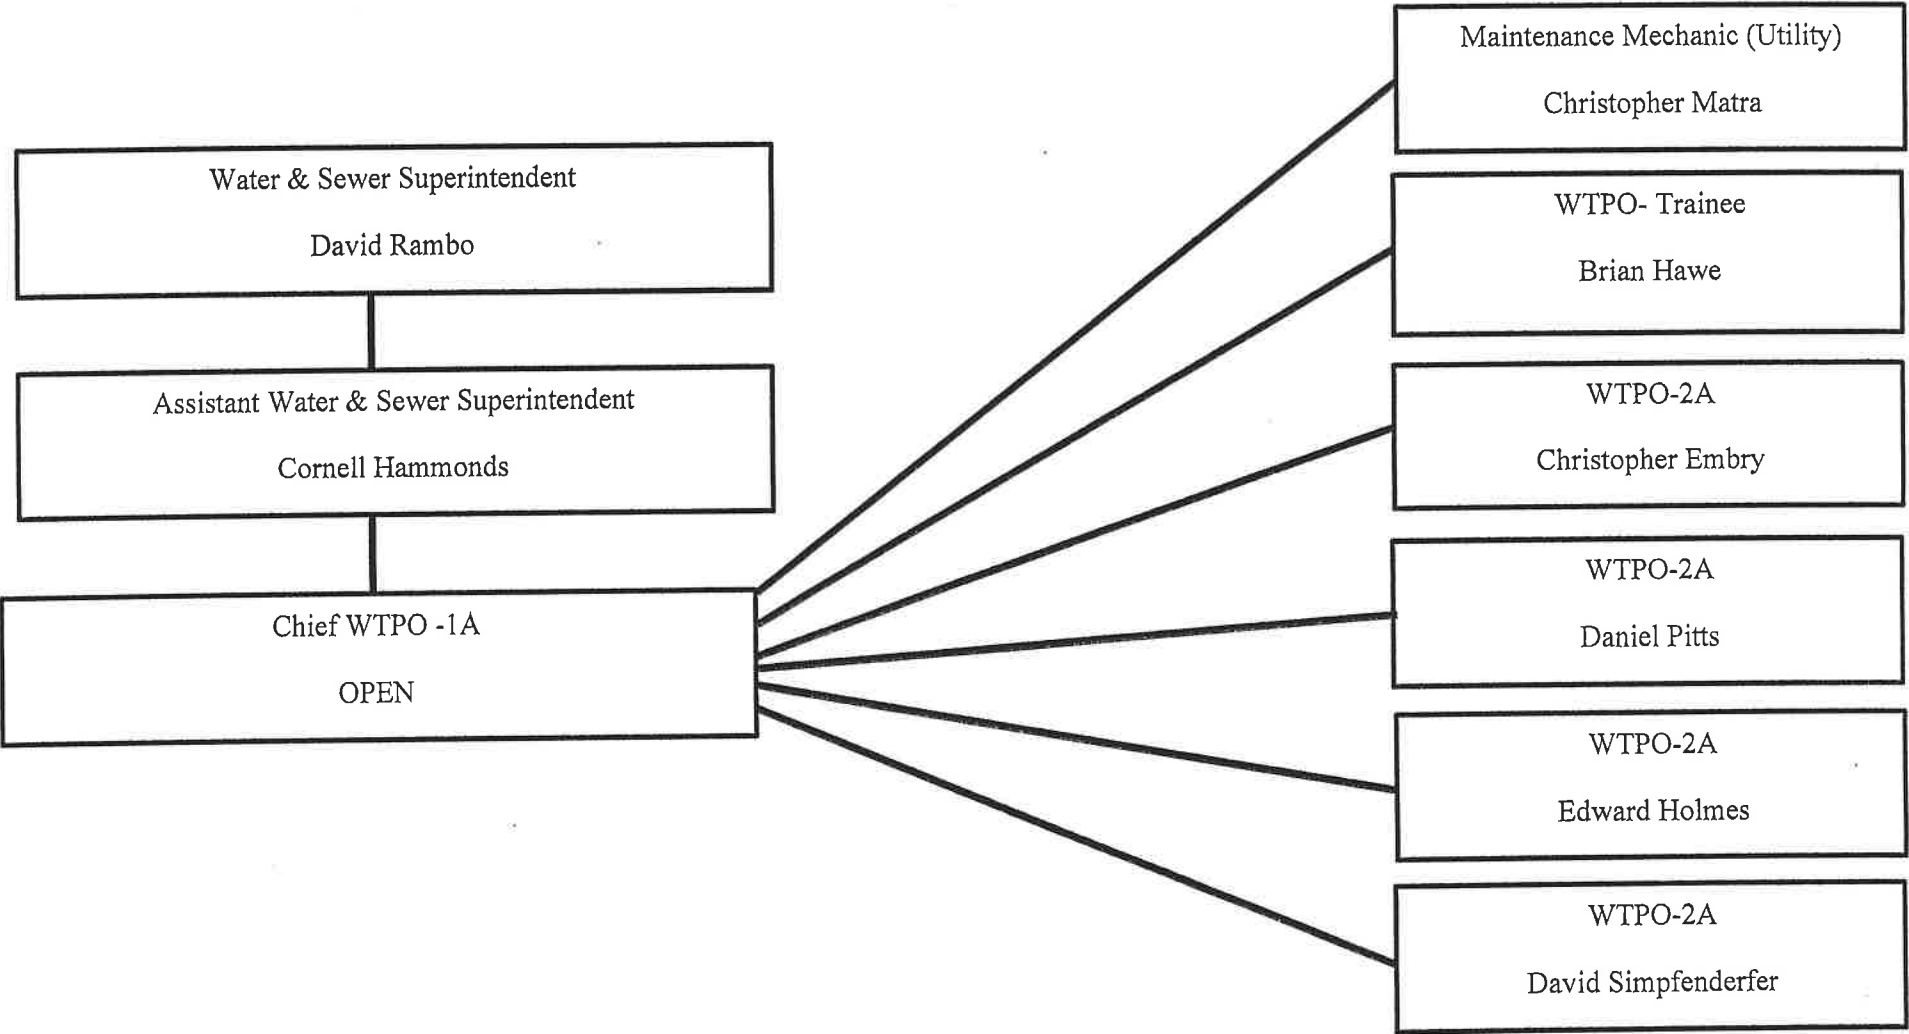 Water & Sewer Superintendent
David Rambo
Assistant Water & Sewer Superintendent
Cornell Hammonds
Chief WTPO -1A
OPEN
Maintenance Mechanic (Utility)
Christopher Matra
WTPO- Trainee
Brian Hawe
WTPO-2A
Christopher Embry
WTPO-2A
Daniel Pitts
WTPO-2A
Edward Holmes
WTPO-2A
David Simpfenderfer